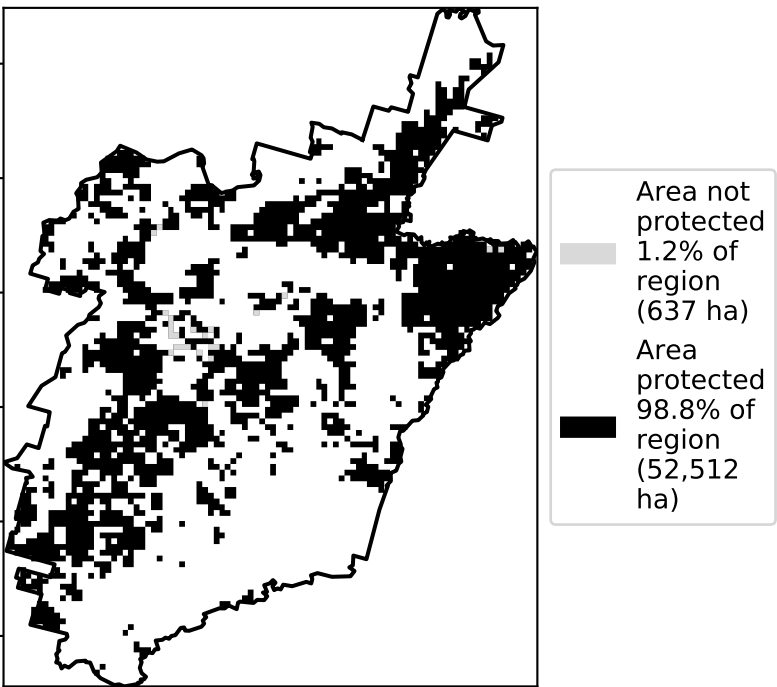 Area not
protected
1.2% of
region
(637 ha)
Area
protected
98.8% of
region
(52,512
ha)